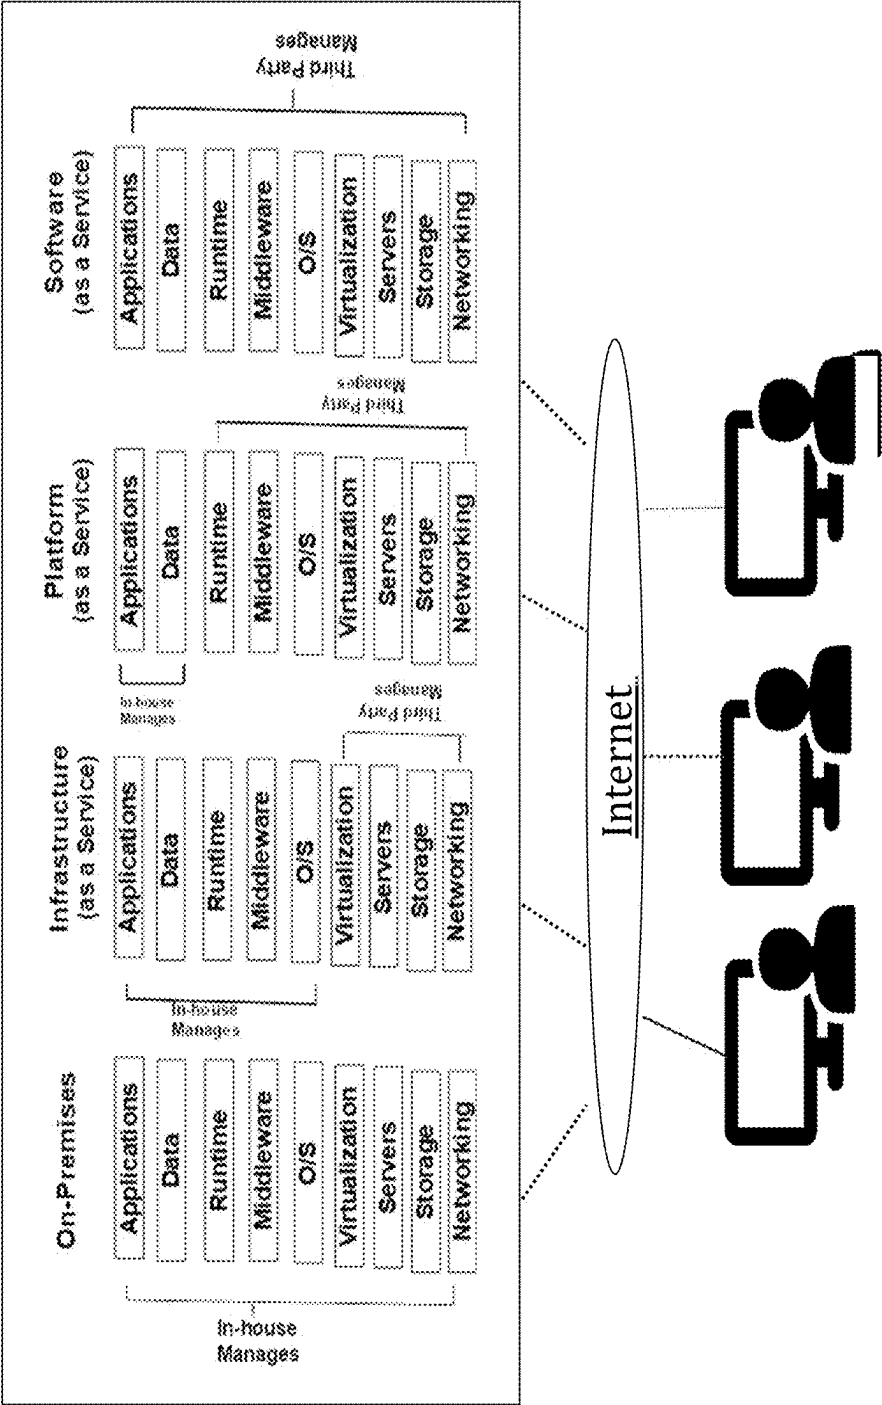 On-Premises
In-house
Manages
Applications
Data
Runtime
Middleware
O/S
Virtualization
Servers
Storage
Networking
Infrastructure
(as a Service)
In-house
Manages
Applications
Data
Runtime
Middleware
O/S
Virtualization
Servers
Storage
Networking
Third Party
Manages
Platform
(as a Service)
In-house
Manages
Applications
Data
Runtime
Middleware
O/S
Virtualization
Servers
Storage
Networking
Third Party
Manages
Software
(as a Service)
Applications
Data
Runtime
Middleware
O/S
Virtualization
Servers
Storage
Networking
Third Party
Manages
Internet